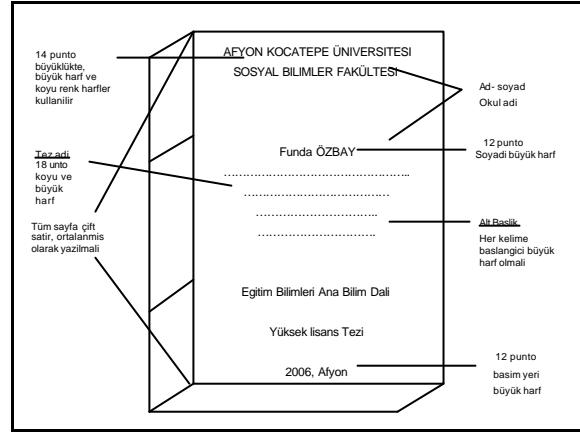 14 punto
büyüklükte,
büyük harf ve
koyu renk harfler
kullanilir
AFYON KOCATEPE ÜNIVERSITESI
SOSYAL BILIMLER FAKÜLTESI
Ad- soyad
Okul adi
Funda ÖZBAY
12 punto
Soyadi büyük harf
Tez adi
18 unto
koyu ve
büyük
harf
……………………………………………..
…………………………………
……………………………..
………………………….
Tüm sayfa çift
satir, ortalanmis
olarak yazilmali
Alt Baslik
Her kelime
baslangici büyük
harf olmali
Egitim Bilimleri Ana Bilim Dali
Yüksek lisans Tezi
2006, Afyon
12 punto
basim yeri
büyük harf